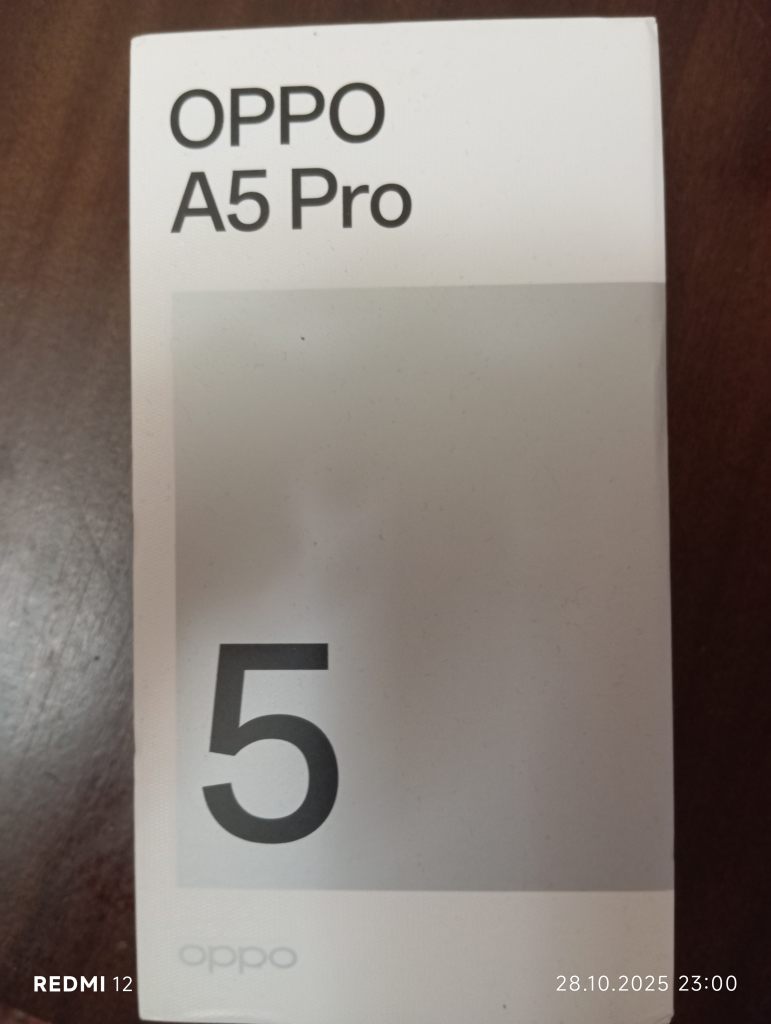 OPPO
A5 Pro
5
oppo
REDMI 12
28.10.2025 23:00